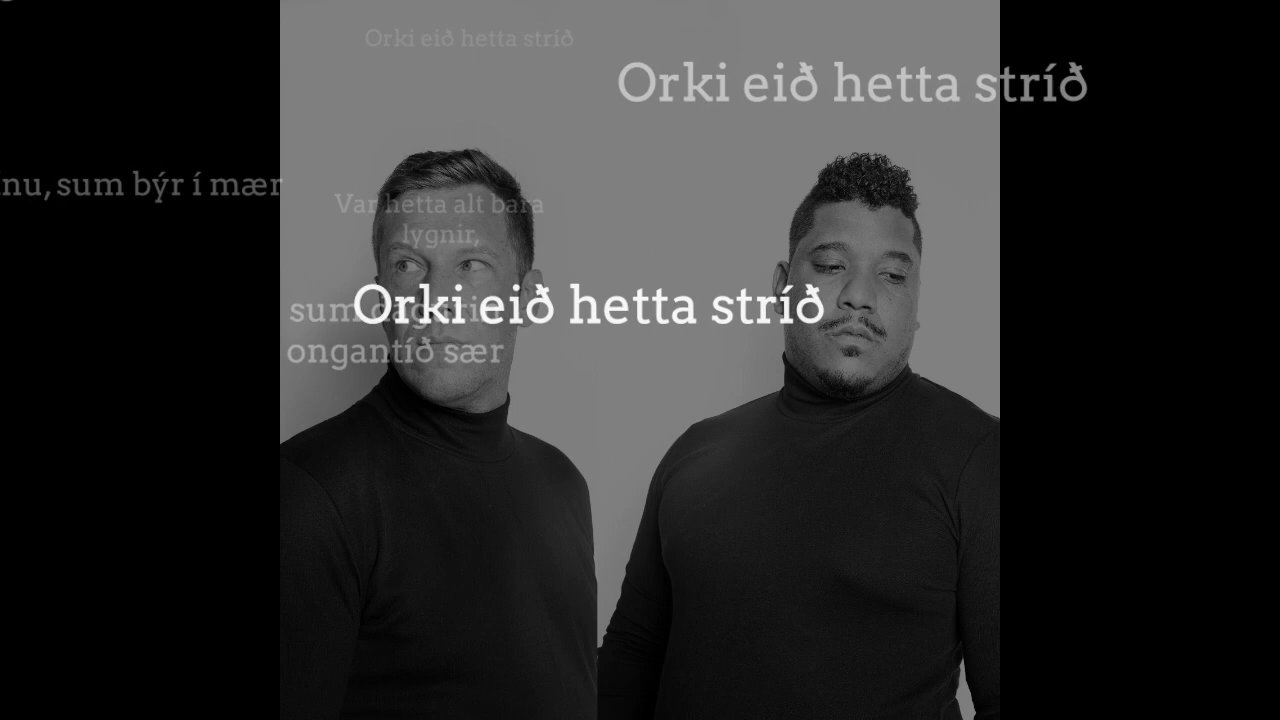 Orki eið hetta stríð
Orki eið hetta stríð
sum býr í mær
Var hetta alt bara
lygnir,
Orki eið hetta stríð
sum
ongantíð sær